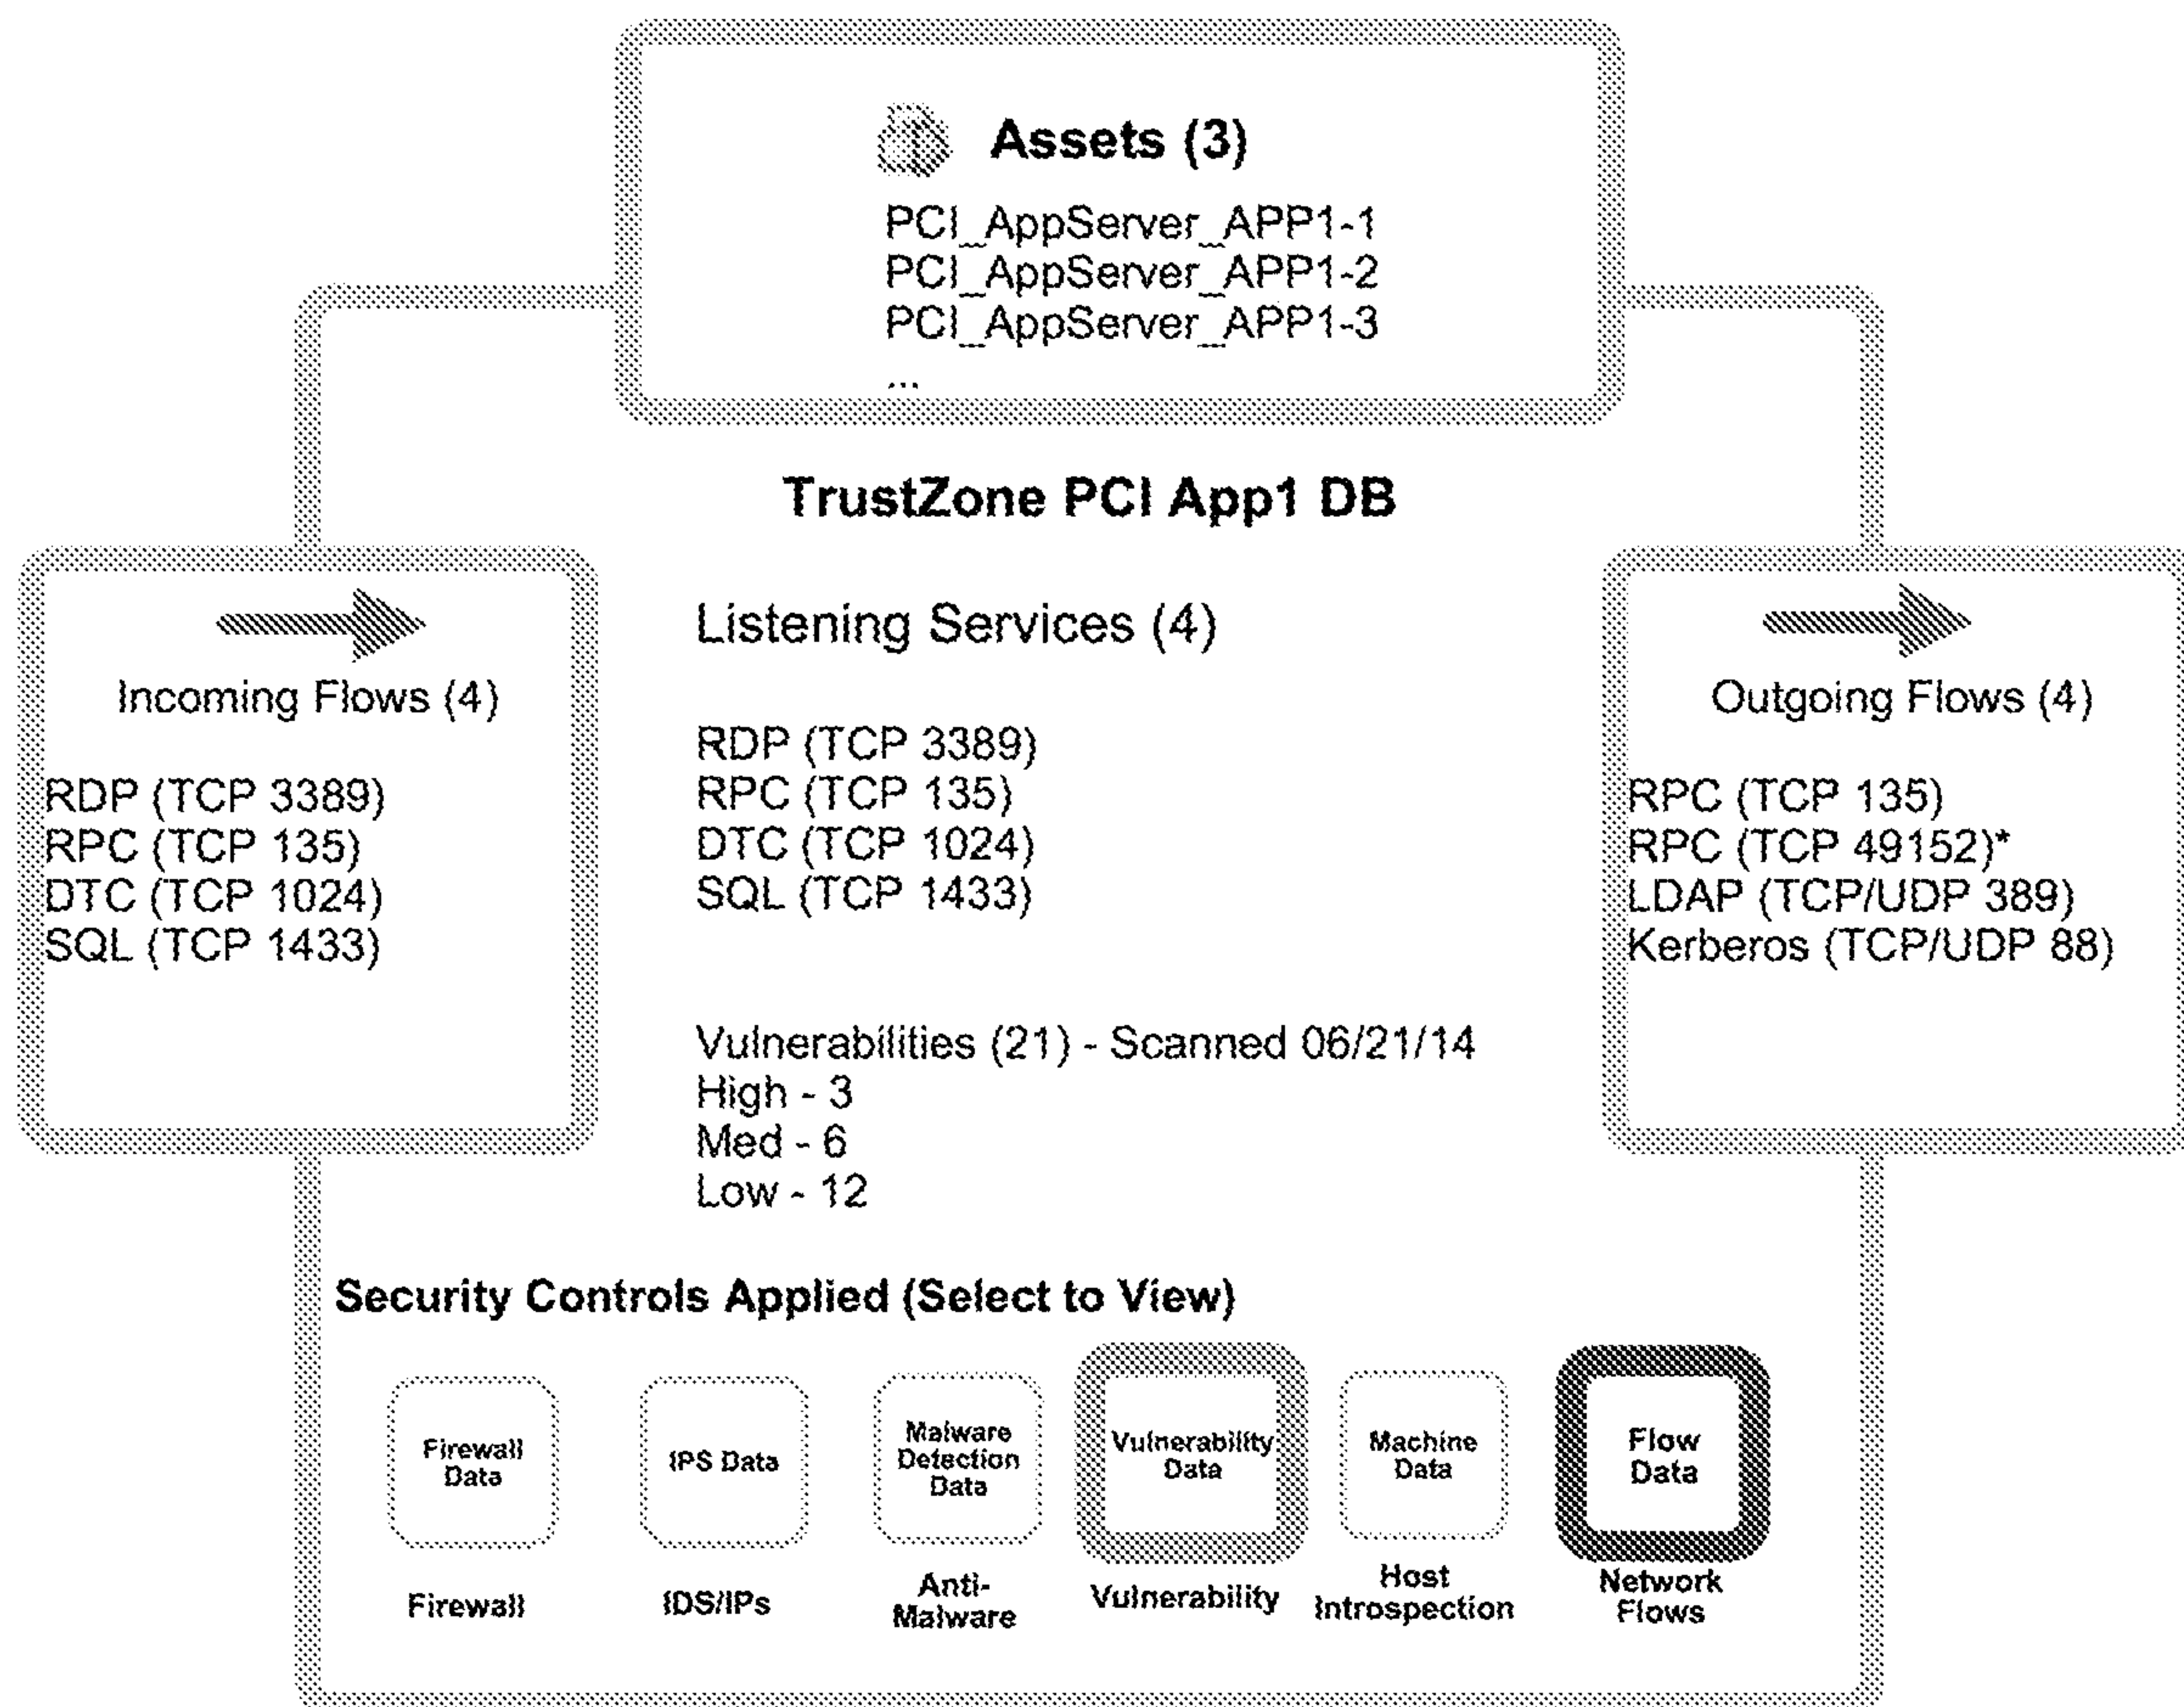 Assets (3)
PCI_AppServer_APP1-1
PCI_AppServer_APP1-2
PCI_AppServer_APP1-3
...
TrustZone PCI App1 DB
Incoming Flows (4)
RDP (TCP 3389)
RPC (TCP 135)
DTC (TCP 1024)
SQL (TCP 1433)
Listening Services (4)
RDP (TCP 3389)
RPC (TCP 135)
DTC (TCP 1024)
SQL (TCP 1433)
Vulnerabilities (21) - Scanned 06/21/14
High - 3
Med - 6
Low - 12
Outgoing Flows (4)
RPC (TCP 135)
RPC (TCP 49152)*
LDAP (TCP/UDP 389)
Kerberos (TCP/UDP 88)
Security Controls Applied (Select to View)
Firewall
Data
Firewall
IPS Data
IDS/IPs
Malware
Detection
Data
Anti-
Malware
Vulnerability
Data
Vulnerability
Machine
Data
Host
Introspection
Flow
Data
Network
Flows